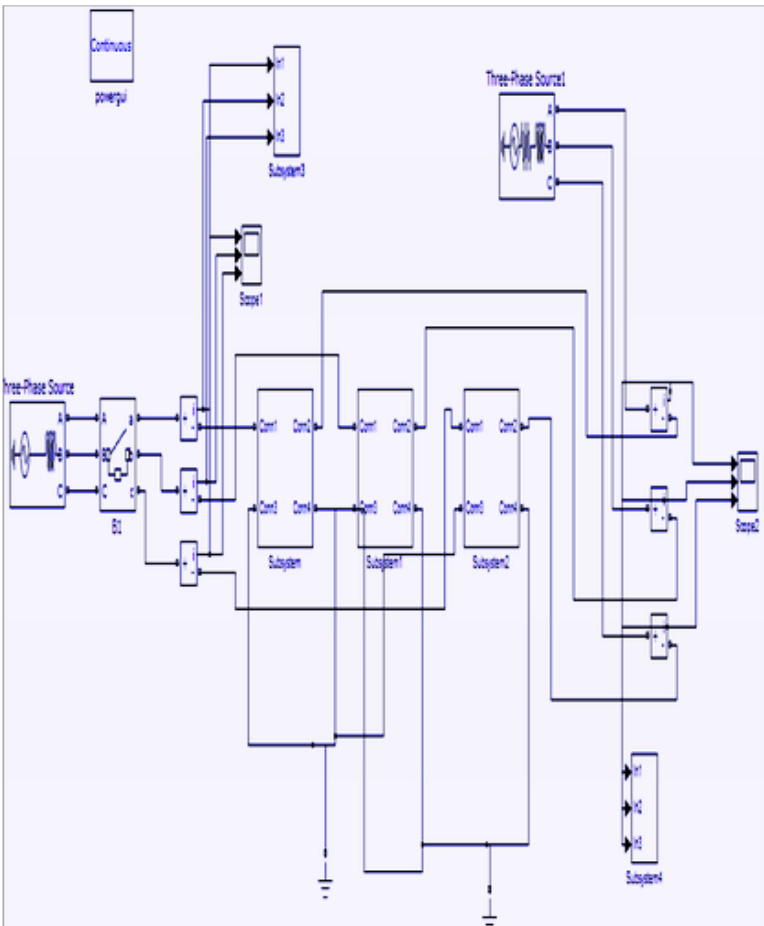 Continuous
powergui
In1
In2
In3
Subsystem3
Three-Phase Source1
A
B
C
Scope1
hree-Phase Source
A
B
C
A
B
C
a
b
c
B1
i
+
-
i
+
-
i
+
-
Conn1
Conn2
Conn3
Conn4
Subsystem
Conn1
Conn2
Conn3
Conn4
Subsystem1
Conn1
Conn2
Conn3
Conn4
Subsystem2
i
+
-
i
+
-
i
+
-
Scope2
In1
In2
In3
Subsystem4